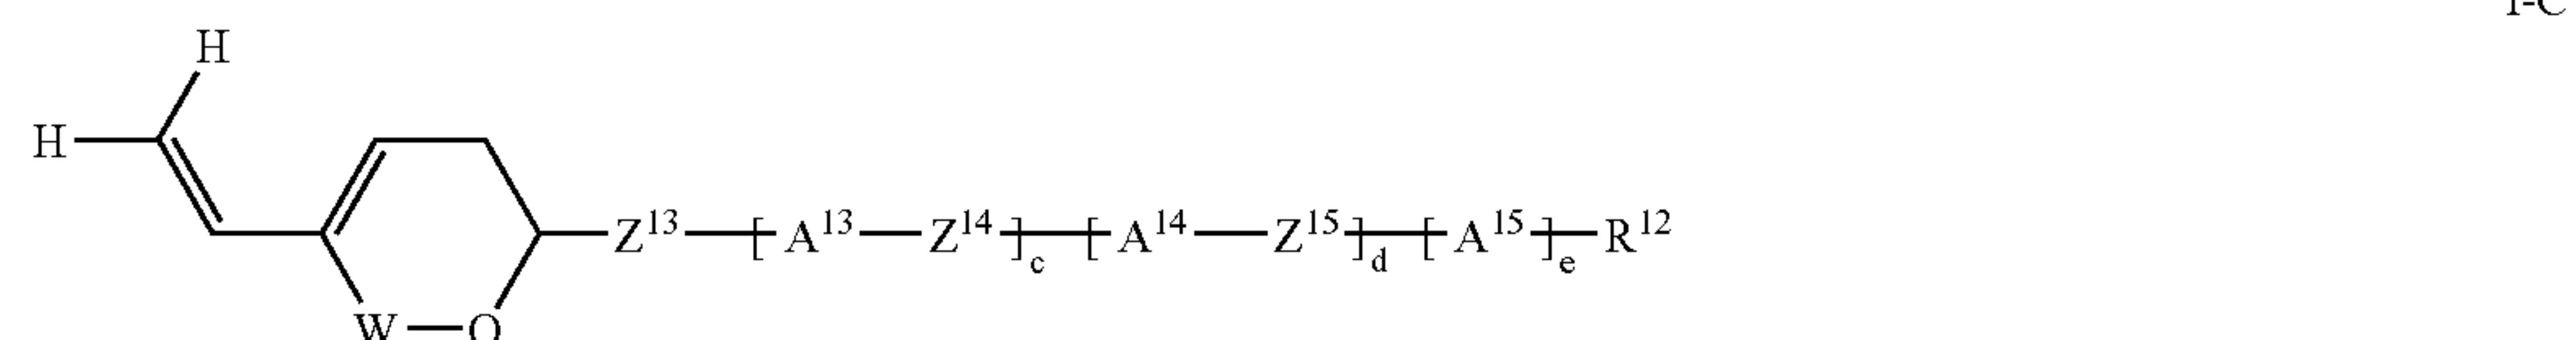 I-C
H
H
Z13 [ A13 Z14 ]c [ A14 Z15 ]d [ A15 ]e R12
W O